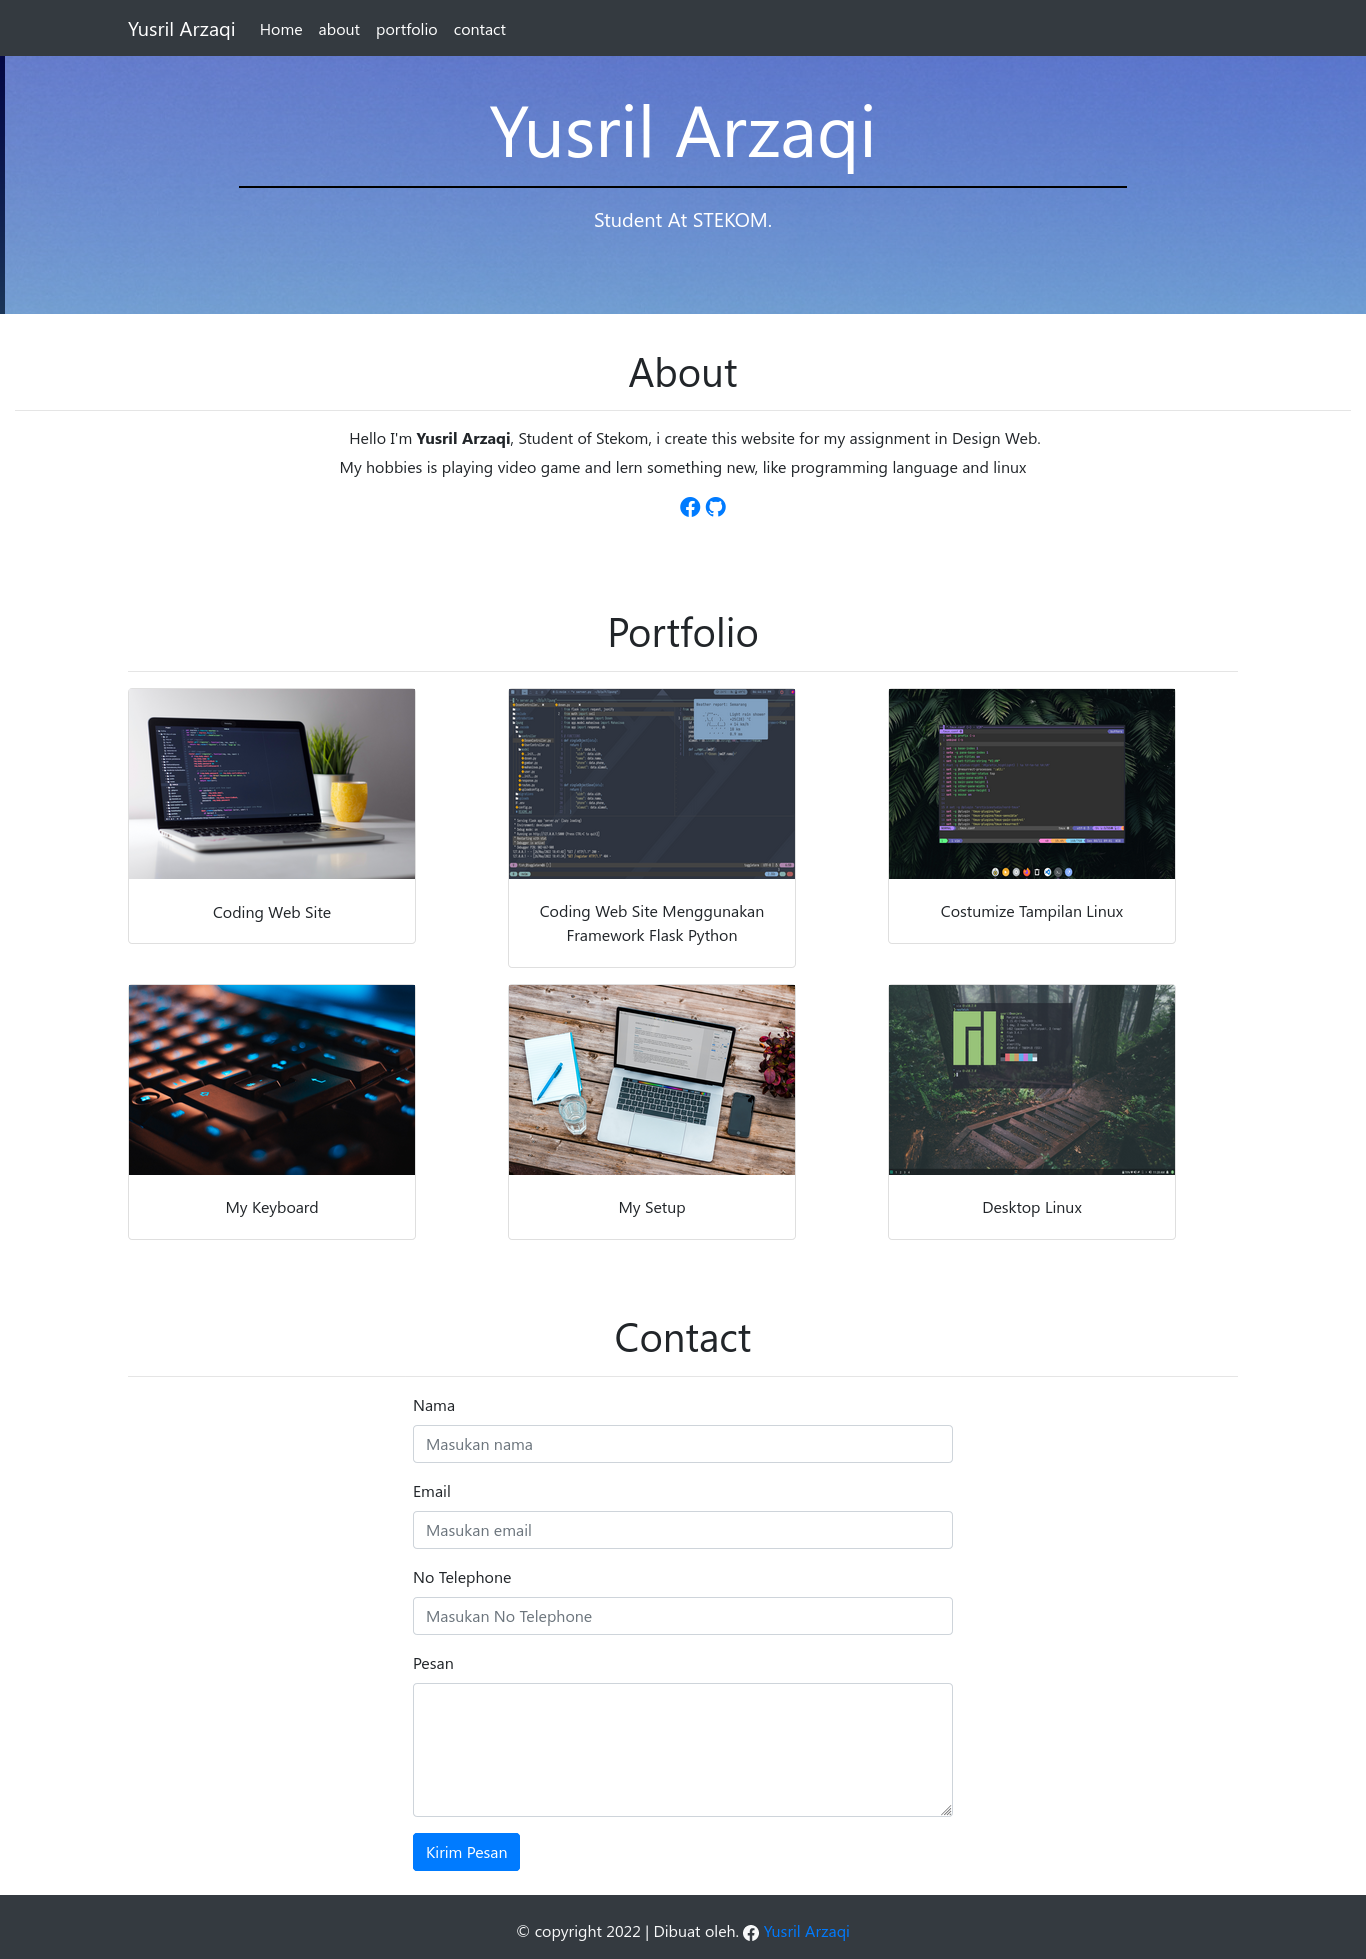 Yusril Arzaqi Home about portfolio contact
Yusril Arzaqi
Student At STEKOM.
About
Hello I'm Yusril Arzaqi, Student of Stekom, i create this website for my assignment in Design Web.
My hobbies is playing video game and lern something new, like programming language and linux
Portfolio
Coding Web Site
Coding Web Site Menggunakan
Framework Flask Python
Costumize Tampilan Linux
My Keyboard
My Setup
Desktop Linux
Contact
Nama
Masukan nama
Email
Masukan email
No Telephone
Masukan No Telephone
Pesan
Kirim Pesan
© copyright 2022 | Dibuat oleh. Yusril Arzaqi